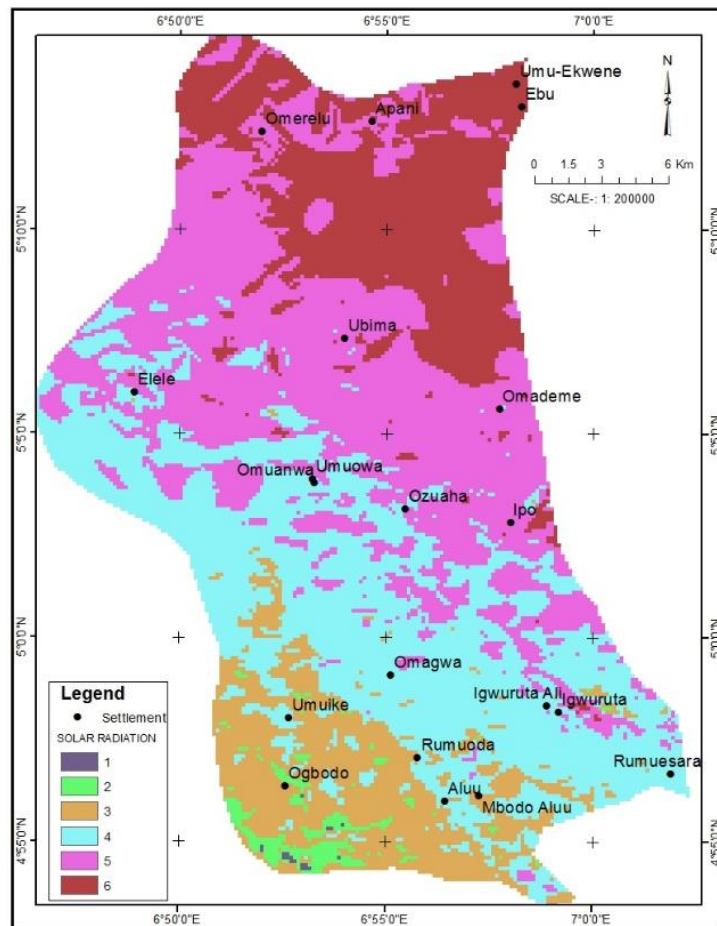 6°50'0"E 6°55'0"E 7°0'0"E
N
Umu-Ekwene
Ebu
Apani
Omerelu
0 1.5 3 6 Km
SCALE-: 1: 200000
5°10'0"N 5°10'0"N
Ubima
Elele
Omademe
5°5'0"N 5°5'0"N
Omuanwa Umuowa
Ozuaha
Ipo
5°0'0"N 5°0'0"N
Omagwa
Igwuruta Ali Igwuruta
Umuike
Rumuoda
Rumuesara
Ogbodo
Aluu
Mbodo Aluu
4°55'0"N 4°55'0"N
Legend
Settlement
SOLAR RADIATION
1
2
3
4
5
6
6°50'0"E 6°55'0"E 7°0'0"E